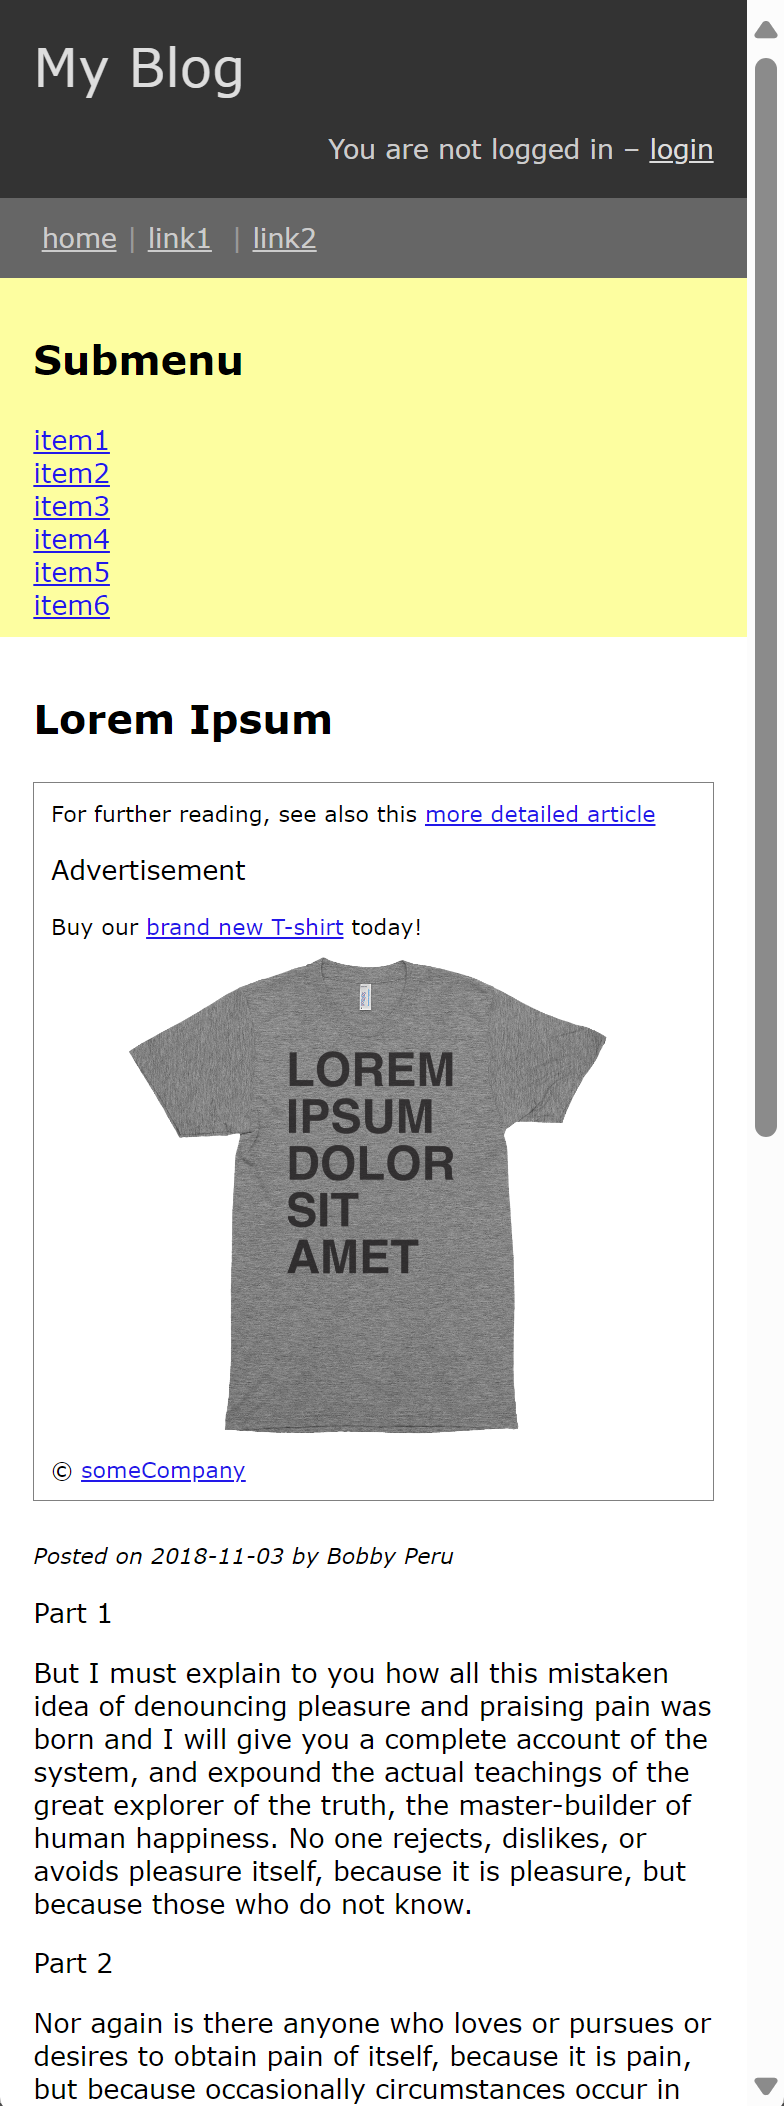 My Blog
You are not logged in – login
home | link1 | link2
Submenu
item1
item2
item3
item4
item5
item6
Lorem Ipsum
For further reading, see also this more detailed article
Advertisement
Buy our brand new T-shirt today!
LOREM
IPSUM
DOLOR
SIT
AMET
© someCompany
Posted on 2018-11-03 by Bobby Peru
Part 1
But I must explain to you how all this mistaken
idea of denouncing pleasure and praising pain was
born and I will give you a complete account of the
system, and expound the actual teachings of the
great explorer of the truth, the master-builder of
human happiness. No one rejects, dislikes, or
avoids pleasure itself, because it is pleasure, but
because those who do not know.
Part 2
Nor again is there anyone who loves or pursues or
desires to obtain pain of itself, because it is pain,
but because occasionally circumstances occur in